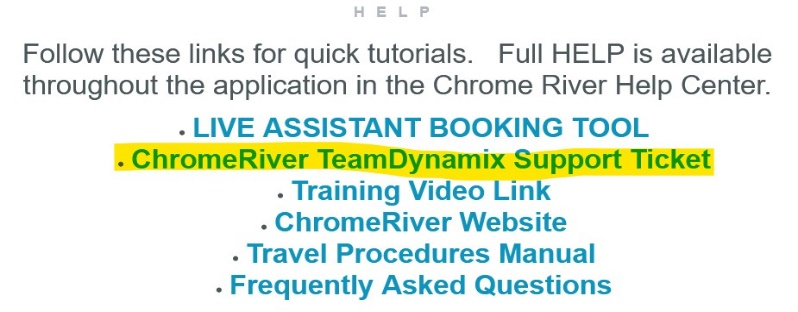 HELP
Follow these links for quick tutorials.   Full HELP is available
throughout the application in the Chrome River Help Center.
• LIVE ASSISTANT BOOKING TOOL
• ChromeRiver TeamDynamix Support Ticket
• Training Video Link
• ChromeRiver Website
• Travel Procedures Manual
• Frequently Asked Questions